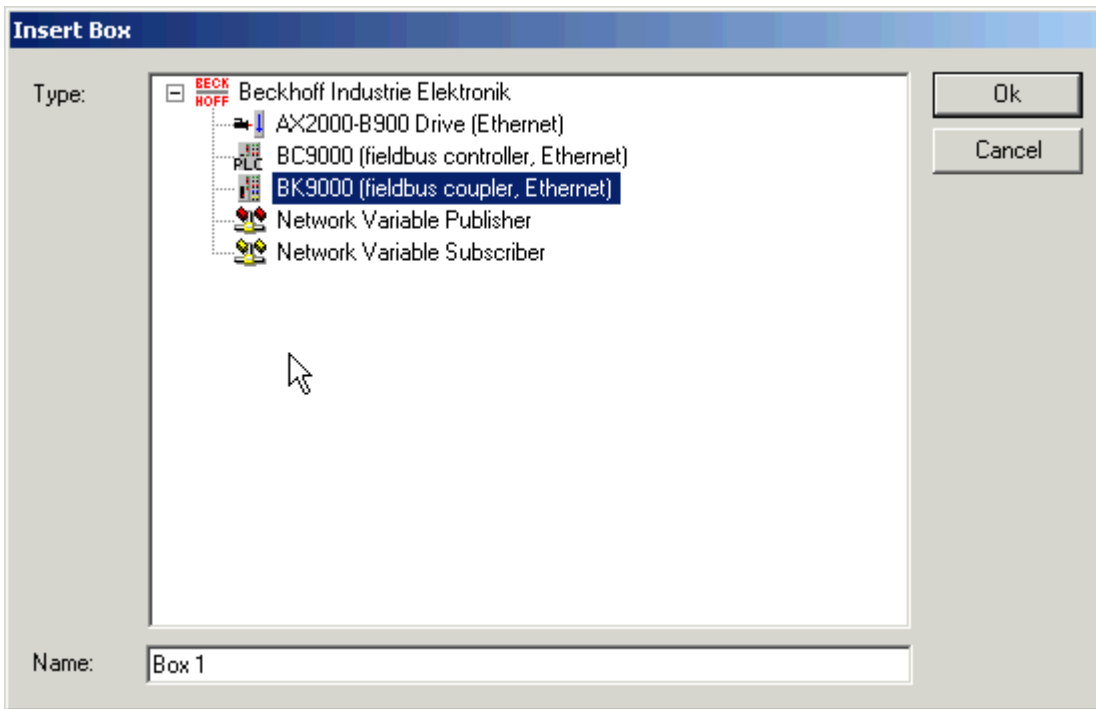 Insert Box
Type:
BECK
HOFF
Beckhoff Industrie Elektronik
AX2000-B900 Drive (Ethernet)
PLC
BC9000 (fieldbus controller, Ethernet)
BK9000 (fieldbus coupler, Ethernet)
Network Variable Publisher
Network Variable Subscriber
Ok
Cancel
Name:
Box 1